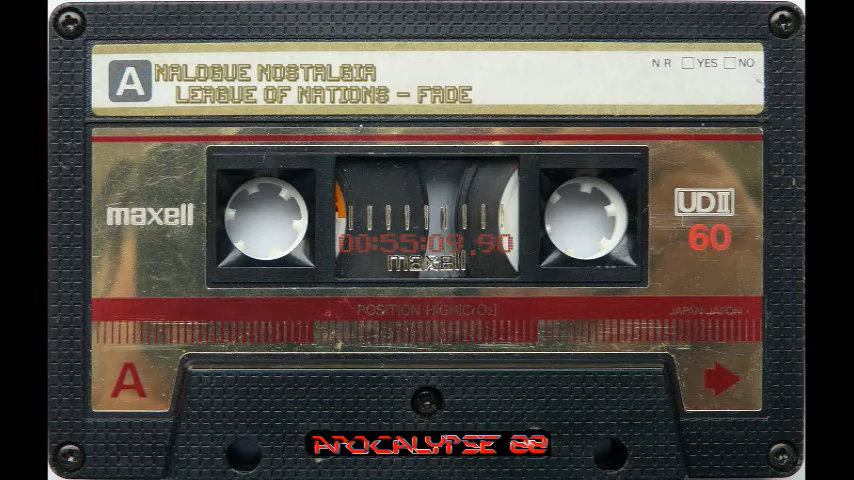 A NALOGUE NOSTALGIA
LEAGUE OF NATIONS - FADE
N R □YES □NO
maxell
UDII
60
00:55:09.90
maxell
POSITION HIGH[CrO2]
JAPAN JAPON
A
APOCALYPSE 88